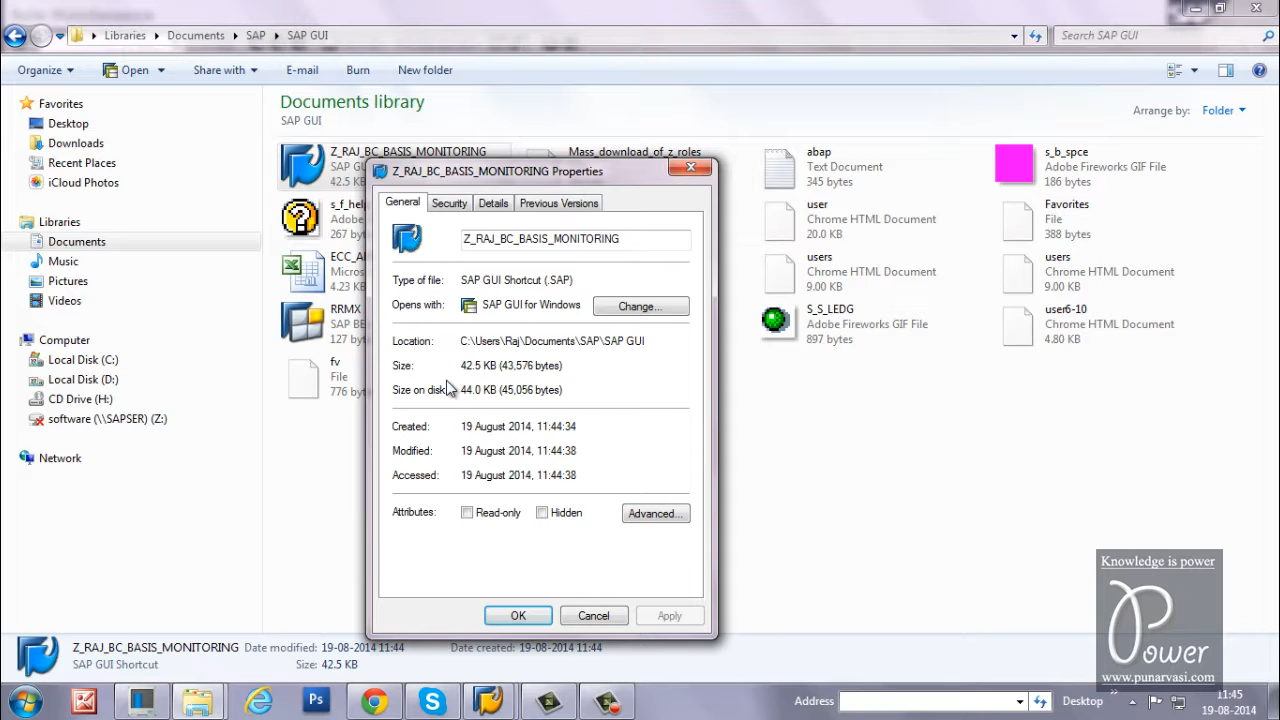 Libraries Documents SAP SAP GUI Search SAP GUI
Organize Open Share with E-mail Burn New folder
Favorites
Desktop
Downloads
Recent Places
iCloud Photos
Libraries
Documents
Music
Pictures
Videos
Computer
Local Disk (C:)
Local Disk (D:)
CD Drive (H:)
software (\\SAPSER) (Z:)
Network
Documents library
SAP GUI
Arrange by: Folder
Z_RAJ_BC_BASIS_MONITORING
SAP GU
42.5 K
s_f_help
Adobe
267 by
ECC_A
Micros
4.23 K
RRMX
SAP BE
127 by
fv
File
776 b
Mass_download_of_z_roles
abap
Text Document
345 bytes
user
Chrome HTML Document
20.0 KB
users
Chrome HTML Document
9.00 KB
S_S_LEDG
Adobe Fireworks GIF File
897 bytes
s_b_spce
Adobe Fireworks GIF File
186 bytes
Favorites
File
388 bytes
users
Chrome HTML Document
9.00 KB
user6-10
Chrome HTML Document
4.80 KB
Z_RAJ_BC_BASIS_MONITORING Properties
General Security Details Previous Versions
Z_RAJ_BC_BASIS_MONITORING
Type of file: SAP GUI Shortcut (.SAP)
Opens with: SAP GUI for Windows Change...
Location: C:\Users\Raj\Documents\SAP\SAP GUI
Size: 42.5 KB (43,576 bytes)
Size on disk: 44.0 KB (45,056 bytes)
Created: 19 August 2014, 11:44:34
Modified: 19 August 2014, 11:44:38
Accessed: 19 August 2014, 11:44:38
Attributes: Read-only Hidden Advanced...
OK Cancel Apply
Z_RAJ_BC_BASIS_MONITORING Date modified: 19-08-2014 11:44 Date created: 19-08-2014 11:44
SAP GUI Shortcut Size: 42.5 KB
Knowledge is power
Power
www.punarvasi.com
Ps
Address Desktop
11:45
19-08-2014